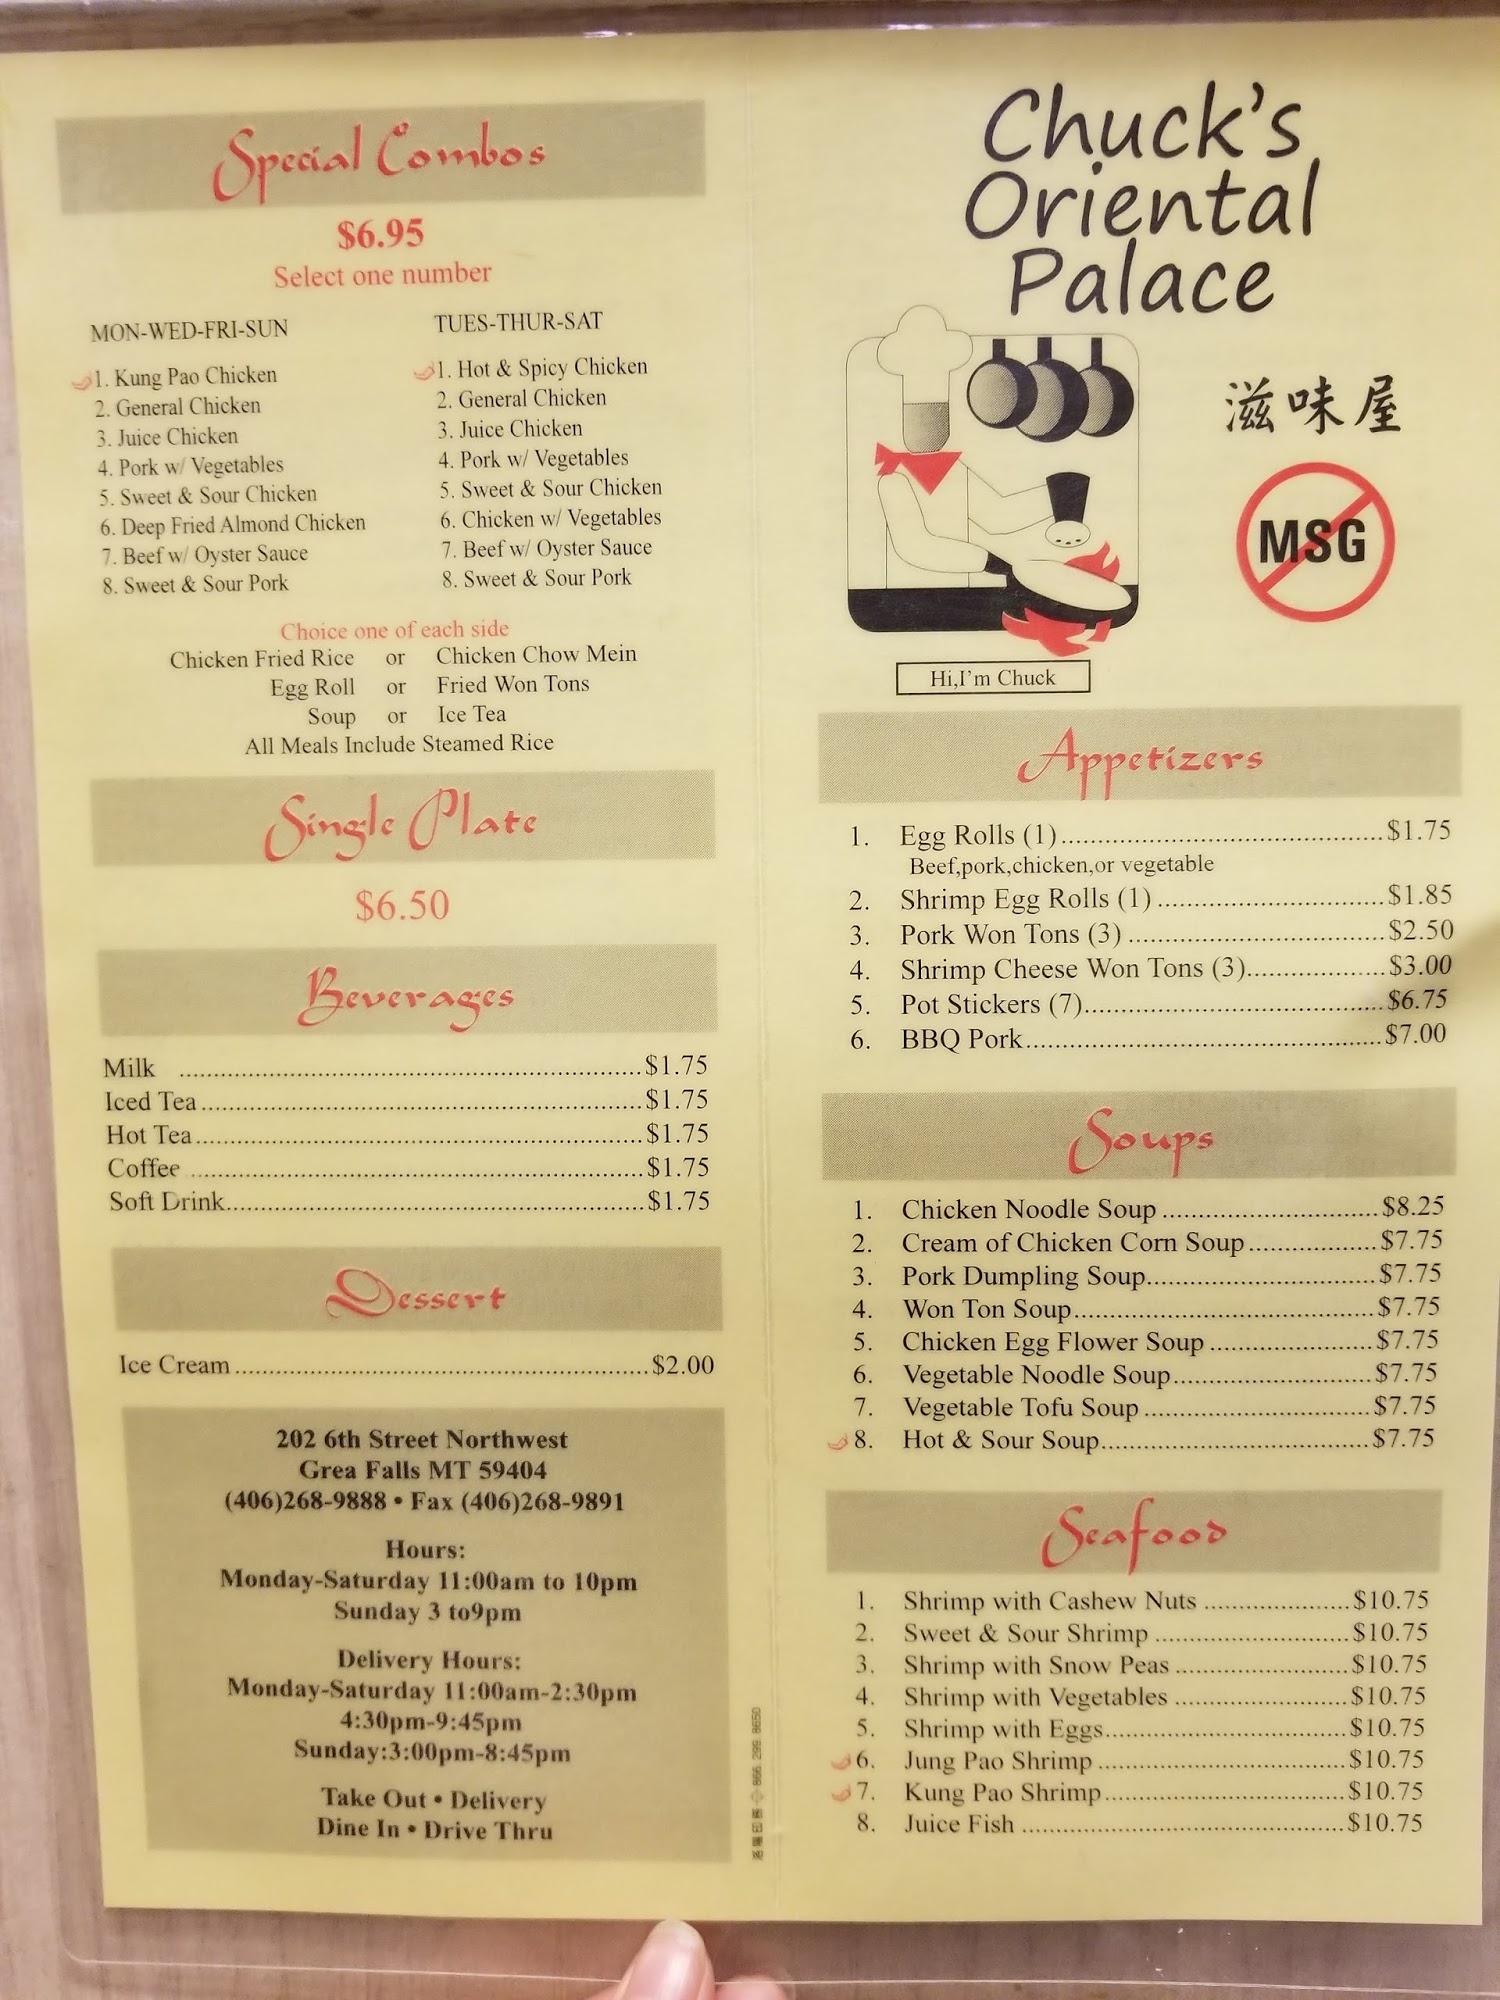 Special Combos
$6.95
Select one number
MON-WED-FRI-SUN
1. Kung Pao Chicken
2. General Chicken
3. Juice Chicken
4. Pork w/ Vegetables
5. Sweet & Sour Chicken
6. Deep Fried Almond Chicken
7. Beef w/ Oyster Sauce
8. Sweet & Sour Pork
TUES-THUR-SAT
1. Hot & Spicy Chicken
2. General Chicken
3. Juice Chicken
4. Pork w/ Vegetables
5. Sweet & Sour Chicken
6. Chicken w/ Vegetables
7. Beef w/ Oyster Sauce
8. Sweet & Sour Pork
Choice one of each side
Chicken Fried Rice or Chicken Chow Mein
Egg Roll or Fried Won Tons
Soup or Ice Tea
All Meals Include Steamed Rice
Single Plate
$6.50
Beverages
Milk $1.75
Iced Tea $1.75
Hot Tea $1.75
Coffee $1.75
Soft Drink $1.75
Dessert
Ice Cream $2.00
202 6th Street Northwest
Grea Falls MT 59404
(406)268-9888 • Fax (406)268-9891
Hours:
Monday-Saturday 11:00am to 10pm
Sunday 3 to9pm
Delivery Hours:
Monday-Saturday 11:00am-2:30pm
4:30pm-9:45pm
Sunday:3:00pm-8:45pm
Take Out • Delivery
Dine In • Drive Thru
866 299 8650
Chuck's
Oriental
Palace
滋味屋
MSG
Hi,I'm Chuck
Appetizers
1. Egg Rolls (1) $1.75
Beef,pork,chicken,or vegetable
2. Shrimp Egg Rolls (1) $1.85
3. Pork Won Tons (3) $2.50
4. Shrimp Cheese Won Tons (3) $3.00
5. Pot Stickers (7) $6.75
6. BBQ Pork $7.00
Soups
1. Chicken Noodle Soup $8.25
2. Cream of Chicken Corn Soup $7.75
3. Pork Dumpling Soup $7.75
4. Won Ton Soup $7.75
5. Chicken Egg Flower Soup $7.75
6. Vegetable Noodle Soup $7.75
7. Vegetable Tofu Soup $7.75
8. Hot & Sour Soup $7.75
Seafood
1. Shrimp with Cashew Nuts $10.75
2. Sweet & Sour Shrimp $10.75
3. Shrimp with Snow Peas $10.75
4. Shrimp with Vegetables $10.75
5. Shrimp with Eggs $10.75
6. Jung Pao Shrimp $10.75
7. Kung Pao Shrimp $10.75
8. Juice Fish $10.75